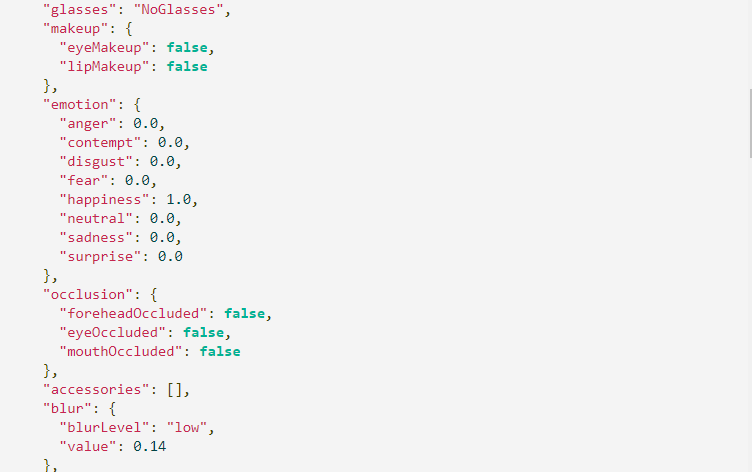 "glasses": "NoGlasses",
"makeup": {
"eyeMakeup": false,
"lipMakeup": false
},
"emotion": {
"anger": 0.0,
"contempt": 0.0,
"disgust": 0.0,
"fear": 0.0,
"happiness": 1.0,
"neutral": 0.0,
"sadness": 0.0,
"surprise": 0.0
},
"occlusion": {
"foreheadOccluded": false,
"eyeOccluded": false,
"mouthOccluded": false
},
"accessories": [],
"blur": {
"blurLevel": "low",
"value": 0.14
},